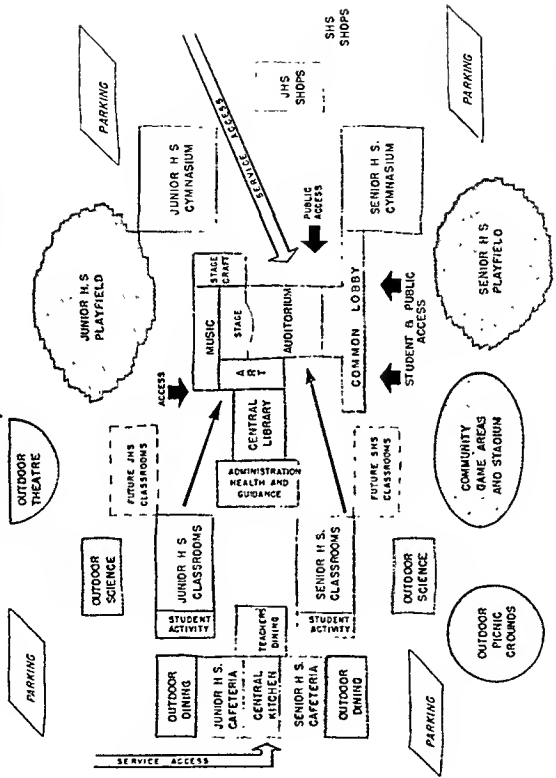 PARKING
OUTDOOR
THEATRE
JUNIOR H.S
PLAYFIELD
PARKING
OUTDOOR
SCIENCE
FUTURE JHS
CLASSROOMS
ACCESS
MUSIC
STAGE
CRAFT
STAGE
JUNIOR H S
GYMNASIUM
SERVICE ACCESS
SERVICE ACCESS
OUTDOOR
DINING
JUNIOR H S.
CAFETERIA
CENTRAL
KITCHEN
SENIOR H S.
CAFETERIA
OUTDOOR
DINING
TEACHERS
DINING
STUDENT
ACTIVITY
JUNIOR H S
CLASSROOMS
ADMINISTRATION
HEALTH AND
GUIDANCE
CENTRAL
LIBRARY
ART
AUDITORIUM
PUBLIC
ACCESS
JHS
SHOPS
SHS
SHOPS
STUDENT
ACTIVITY
SENIOR H S.
CLASSROOMS
FUTURE SHS
CLASSROOMS
COMMON LOBBY
SENIOR H S.
GYMNASIUM
STUDENT & PUBLIC
ACCESS
OUTDOOR
SCIENCE
PARKING
OUTDOOR
PICNIC
GROUNDS
COMMUNITY
GAME AREAS
AND STADIUM
SENIOR H S
PLAYFIELD
PARKING